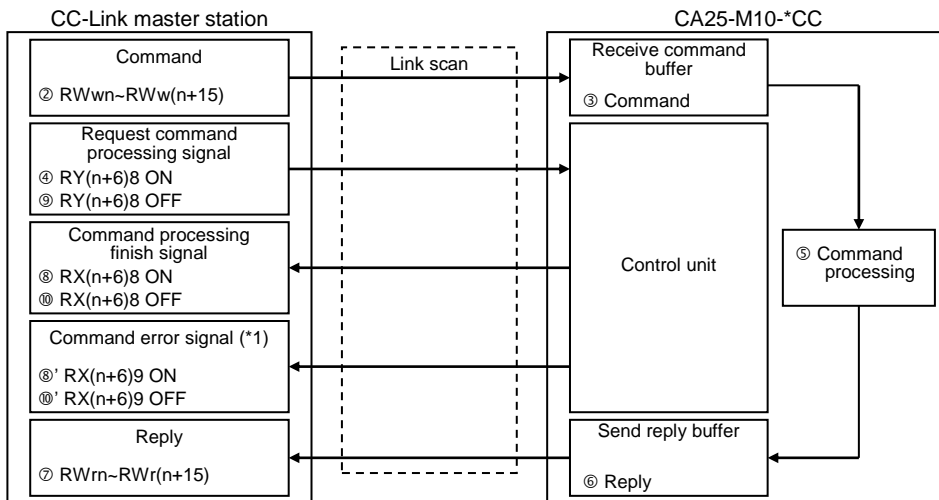 CC-Link master station
CA25-M10-*CC
Command
② RWwn~RWw(n+15)
Link scan
Receive command
buffer
③ Command
Request command
processing signal
④ RY(n+6)8 ON
⑨ RY(n+6)8 OFF
Command processing
finish signal
⑧ RX(n+6)8 ON
⑩ RX(n+6)8 OFF
Control unit
⑤ Command
processing
Command error signal (*1)
⑧' RX(n+6)9 ON
⑩' RX(n+6)9 OFF
Reply
⑦ RWrn~RWr(n+15)
Send reply buffer
⑥ Reply